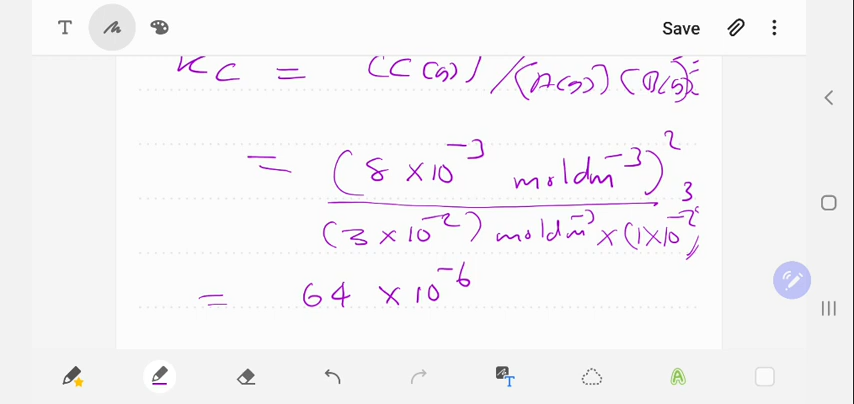 Save
Kc = (C(g)) / (A(g)) (B(g))
= (8 × 10⁻³ moldm⁻³)²
(3 × 10⁻²) moldm⁻³ × (1×10⁻²)³
= 64 × 10⁻⁶